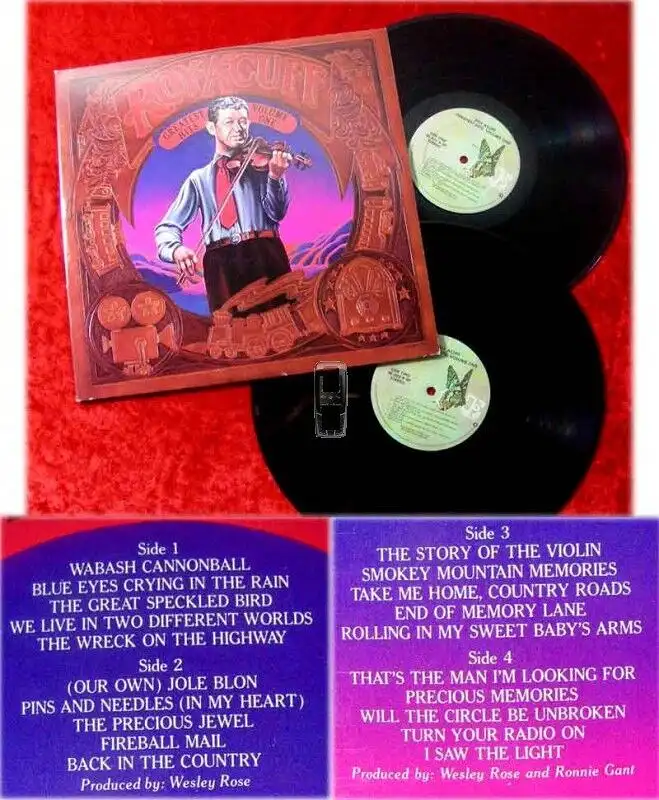 ROY ACUFF
GREATEST HITS
VOLUME ONE
Side 1
WABASH CANNONBALL
BLUE EYES CRYING IN THE RAIN
THE GREAT SPECKLED BIRD
WE LIVE IN TWO DIFFERENT WORLDS
THE WRECK ON THE HIGHWAY
Side 2
(OUR OWN) JOLE BLON
PINS AND NEEDLES (IN MY HEART)
THE PRECIOUS JEWEL
FIREBALL MAIL
BACK IN THE COUNTRY
Produced by: Wesley Rose
Side 3
THE STORY OF THE VIOLIN
SMOKEY MOUNTAIN MEMORIES
TAKE ME HOME, COUNTRY ROADS
END OF MEMORY LANE
ROLLING IN MY SWEET BABY'S ARMS
Side 4
THAT'S THE MAN I'M LOOKING FOR
PRECIOUS MEMORIES
WILL THE CIRCLE BE UNBROKEN
TURN YOUR RADIO ON
I SAW THE LIGHT
Produced by: Wesley Rose and Ronnie Gant